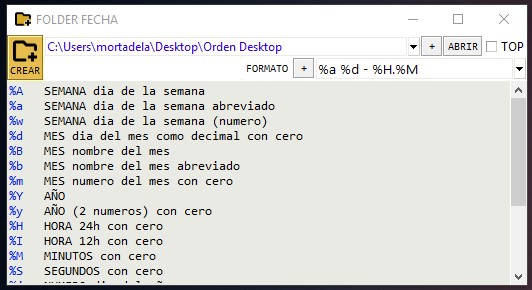 FOLDER FECHA
C:\Users\mortadela\Desktop\Orden Desktop
+
ABRIR
TOP
CREAR
FORMATO
+
%a %d - %H.%M
%A SEMANA dia de la semana
%a SEMANA dia de la semana abreviado
%w SEMANA dia de la semana (numero)
%d MES dia del mes como decimal con cero
%B MES nombre del mes
%b MES nombre del mes abreviado
%m MES numero del mes con cero
%Y AÑO
%y AÑO (2 numeros) con cero
%H HORA 24h con cero
%I HORA 12h con cero
%M MINUTOS con cero
%S SEGUNDOS con cero